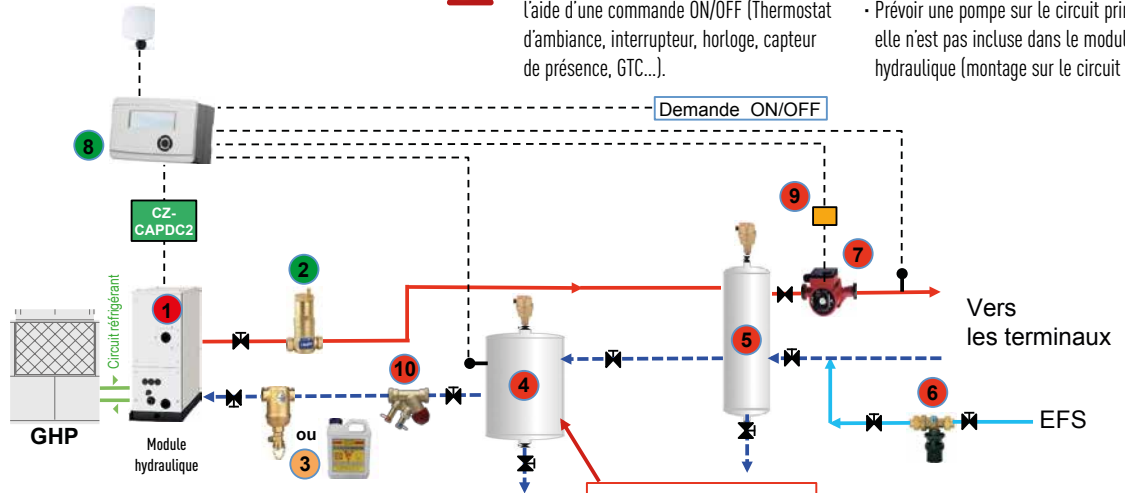 l'aide d'une commande ON/OFF (Thermostat
d'ambiance, interrupteur, horloge, capteur
de présence, GTC...).
• Prévoir une pompe sur le circuit
elle n'est pas incluse dans le
hydraulique (montage sur le circuit
Demande ON/OFF
8
CZ-
CAPDC2
9
2
7
1
Circuit réfrigérant
Vers
les terminaux
5
10
4
6
EFS
ou
3
GHP
Module
hydraulique